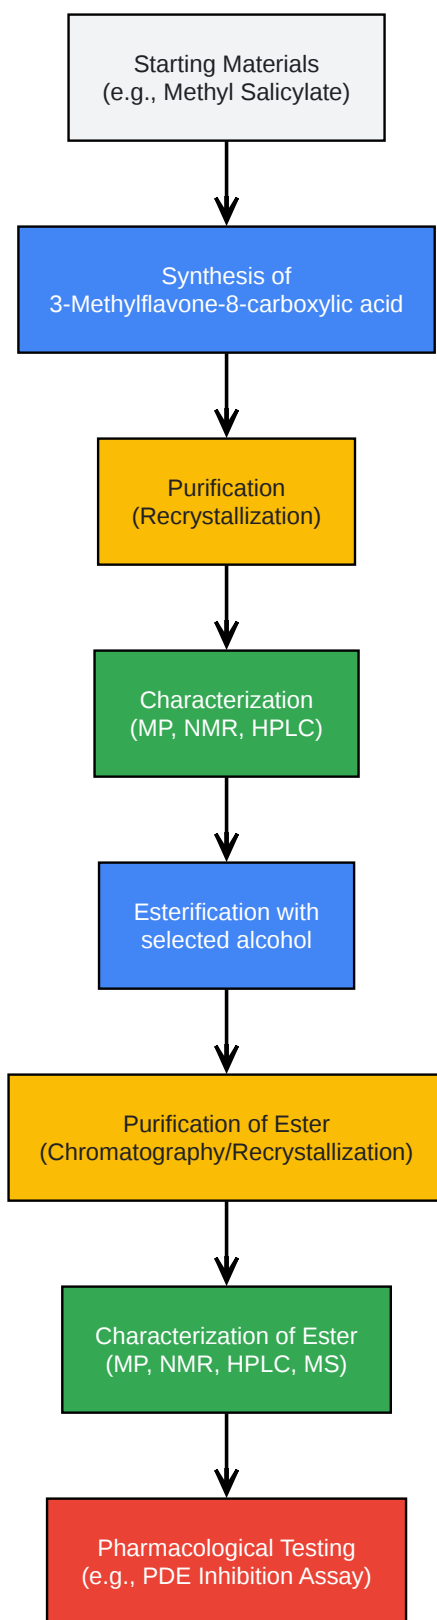 Starting Materials
(e.g., Methyl Salicylate)
Synthesis of
3-Methylflavone-8-carboxylic acid
Purification
(Recrystallization)
Characterization
(MP, NMR, HPLC)
Esterification with
selected alcohol
Purification of Ester
(Chromatography/Recrystallization)
Characterization of Ester
(MP, NMR, HPLC, MS)
Pharmacological Testing
(e.g., PDE Inhibition Assay)